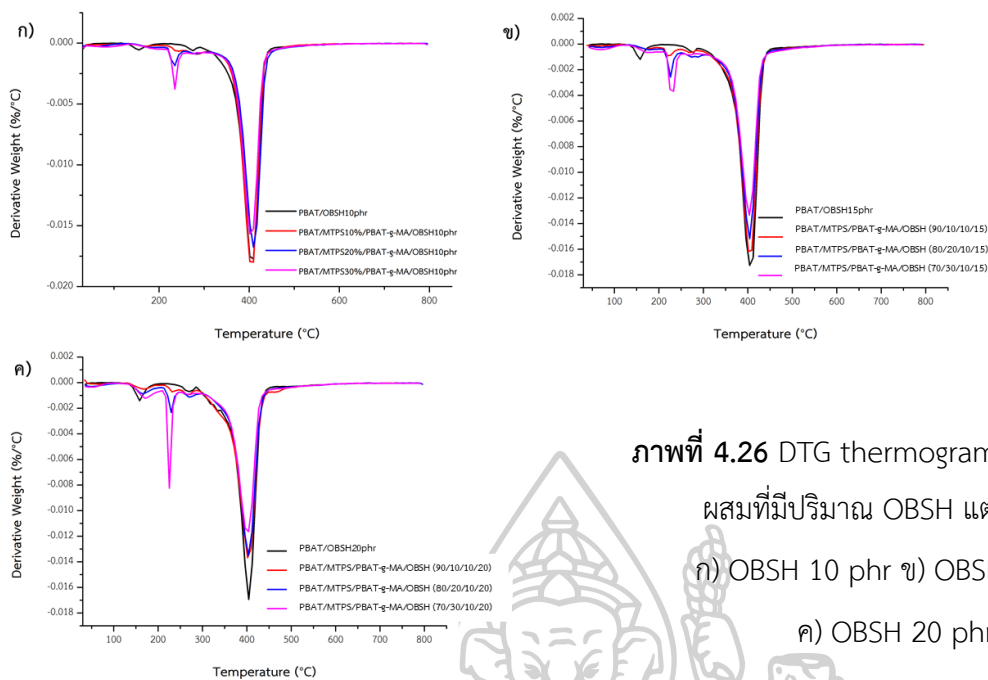 ก)
0.000
-0.005
-0.010
-0.015
-0.020
Derivative Weight (%/°C)
PBAT/OBSH10phr
PBAT/MTPS10%/PBAT-g-MA/OBSH10phr
PBAT/MTPS20%/PBAT-g-MA/OBSH10phr
PBAT/MTPS30%/PBAT-g-MA/OBSH10phr
200 400 600 800
Temperature (°C)
ข)
0.002
0.000
-0.002
-0.004
-0.006
-0.008
-0.010
-0.012
-0.014
-0.016
-0.018
Derivative Weight (%/°C)
PBAT/OBSH15phr
PBAT/MTPS/PBAT-g-MA/OBSH (90/10/10/15)
PBAT/MTPS/PBAT-g-MA/OBSH (80/20/10/15)
PBAT/MTPS/PBAT-g-MA/OBSH (70/30/10/15)
100 200 300 400 500 600 700 800
Temperature (°C)
ค)
0.002
0.000
-0.002
-0.004
-0.006
-0.008
-0.010
-0.012
-0.014
-0.016
-0.018
Derivative Weight (%/°C)
PBAT/OBSH20phr
PBAT/MTPS/PBAT-g-MA/OBSH (90/10/10/20)
PBAT/MTPS/PBAT-g-MA/OBSH (80/20/10/20)
PBAT/MTPS/PBAT-g-MA/OBSH (70/30/10/20)
100 200 300 400 500 600 700 800
Temperature (°C)
ภาพที่ 4.26 DTG thermogram
ผสมที่มีปริมาณ OBSH
ก) OBSH 10 phr ข)
ค) OBSH 20 phr